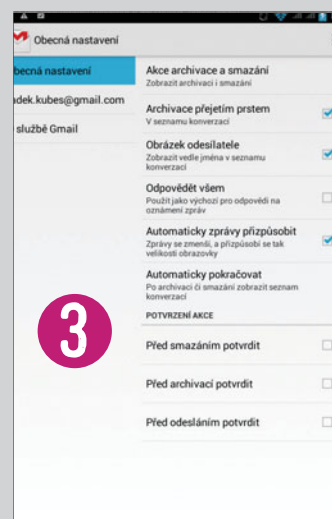 Obecná nastavení
becná nastavení
dek.kubes@gmail.com
službě Gmail
Akce archivace a smazání
Zobrazit archivaci i smazání
Archivace přejetím prstem
V seznamu konverzací
Obrázek odesílatele
Zobrazit vedle jména v seznamu
konverzací
Odpovědět všem
Použít jako výchozí pro odpovědi na
oznámení zpráv
Automaticky zprávy přizpůsobit
Zprávy se zmenší, a přizpůsobí se tak
velikosti obrazovky
Automaticky pokračovat
Po archivaci či smazání zobrazit seznam
konverzací
POTVRZENÍ AKCE
Před smazáním potvrdit
Před archivací potvrdit
Před odesláním potvrdit
3